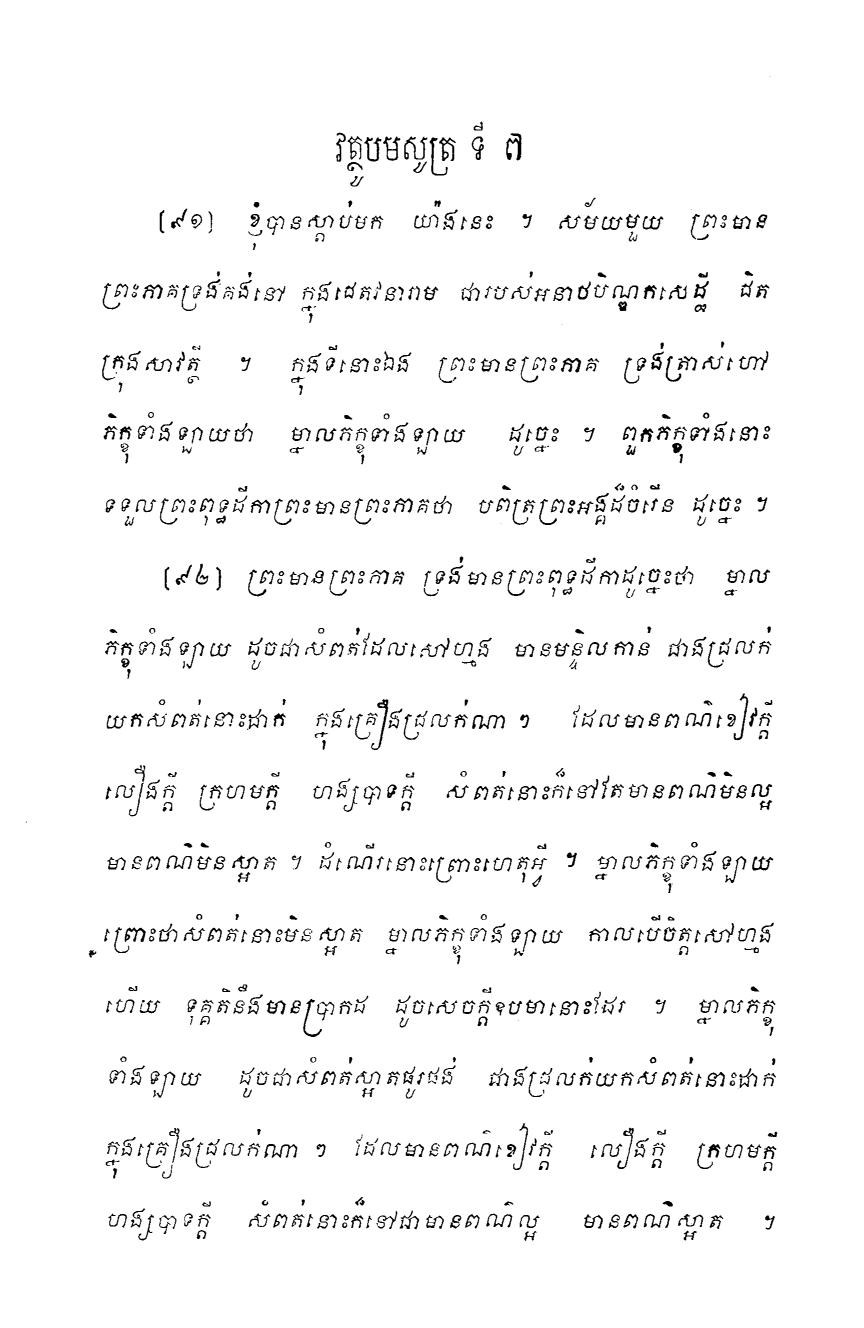 វត្ថូបមសូត្រ ទី ៧
[៩១] ខ្ញុំបានស្តាប់មក យ៉ាងនេះ ។ សម័យមួយ ព្រះមាន
ព្រះភាគទ្រង់គង់នៅ ក្នុងជេតវនារាម ជារបស់អនាថបិណ្ឌកសេដ្ឋី ជិត
ក្រុងសាវត្ថី ។ ក្នុងទីនោះឯង ព្រះមានព្រះភាគ ទ្រង់ត្រាស់ហៅ
ភិក្ខុទាំងឡាយថា ម្នាលភិក្ខុទាំងឡាយ ដូច្នេះ ។ ពួកភិក្ខុទាំងនោះ
ទទួលព្រះពុទ្ធដីកាព្រះមានព្រះភាគថា បពិត្រព្រះអង្គដ៏ចំរើន ដូច្នេះ ។
[៩២] ព្រះមានព្រះភាគ ទ្រង់មានព្រះពុទ្ធដីកាដូច្នេះថា ម្នាល
ភិក្ខុទាំងឡាយ ដូចជាសំពត់ដែលសៅហ្មង មានមន្ទិលកាន់ ជាងជ្រលក់
យកសំពត់នោះដាក់ ក្នុងគ្រឿងជ្រលក់ណា ៗ ដែលមានពណ៌ខៀវក្តី
លឿងក្តី ក្រហមក្តី ហង្សបាទក្តី សំពត់នោះក៏នៅតែមានពណ៌មិនល្អ
មានពណ៌មិនស្អាត ។ ដំណើរនោះព្រោះហេតុអ្វី ។ ម្នាលភិក្ខុទាំងឡាយ
ព្រោះថាសំពត់នោះមិនស្អាត ម្នាលភិក្ខុទាំងឡាយ កាលបើចិត្តសៅហ្មង
ហើយ ទុគ្គតិនឹងមានប្រាកដ ដូចសេចក្តីឧបមានោះដែរ ។ ម្នាលភិក្ខុ
ទាំងឡាយ ដូចជាសំពត់ស្អាតផូរផង់ ជាងជ្រលក់យកសំពត់នោះដាក់
ក្នុងគ្រឿងជ្រលក់ណា ៗ ដែលមានពណ៌ខៀវក្តី លឿងក្តី ក្រហមក្តី
ហង្សបាទក្តី សំពត់នោះក៏ទៅជាមានពណ៌ល្អ មានពណ៌ស្អាត ។